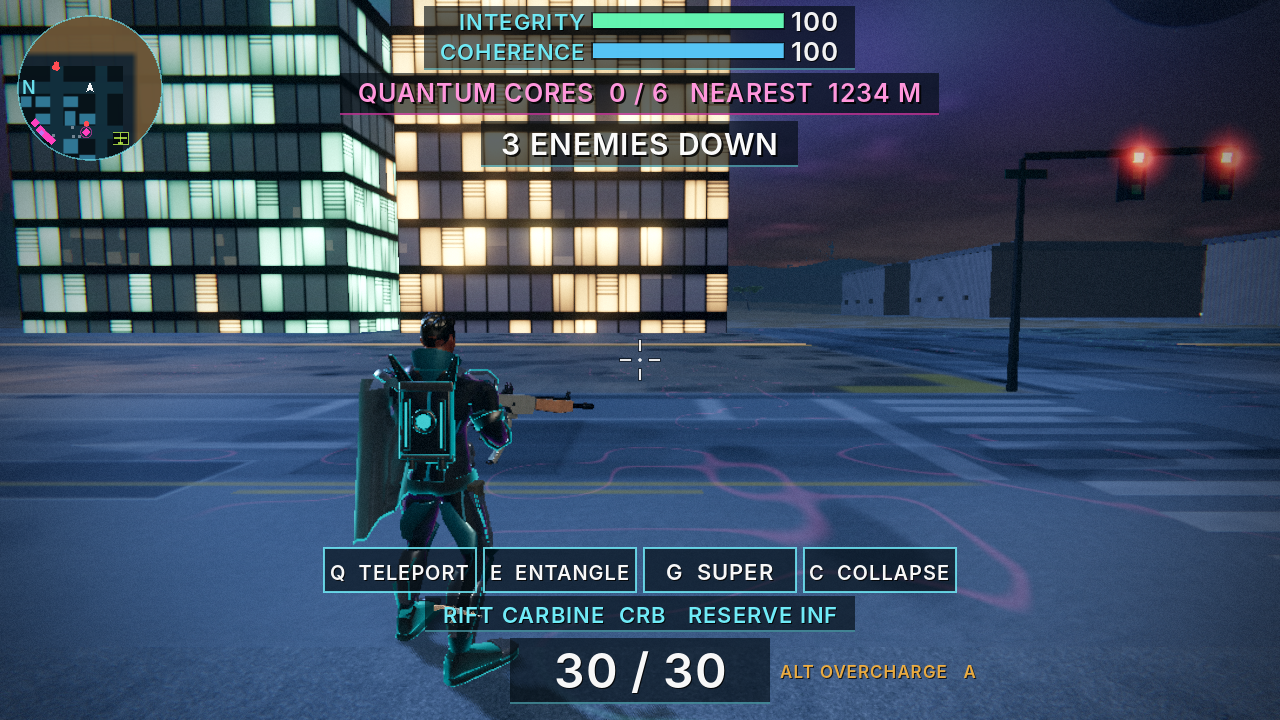 INTEGRITY 100
COHERENCE 100
QUANTUM CORES 0 / 6 NEAREST 1234 M
3 ENEMIES DOWN
N
Q TELEPORT E ENTANGLE G SUPER C COLLAPSE
RIFT CARBINE CRB RESERVE INF
30 / 30 ALT OVERCHARGE A